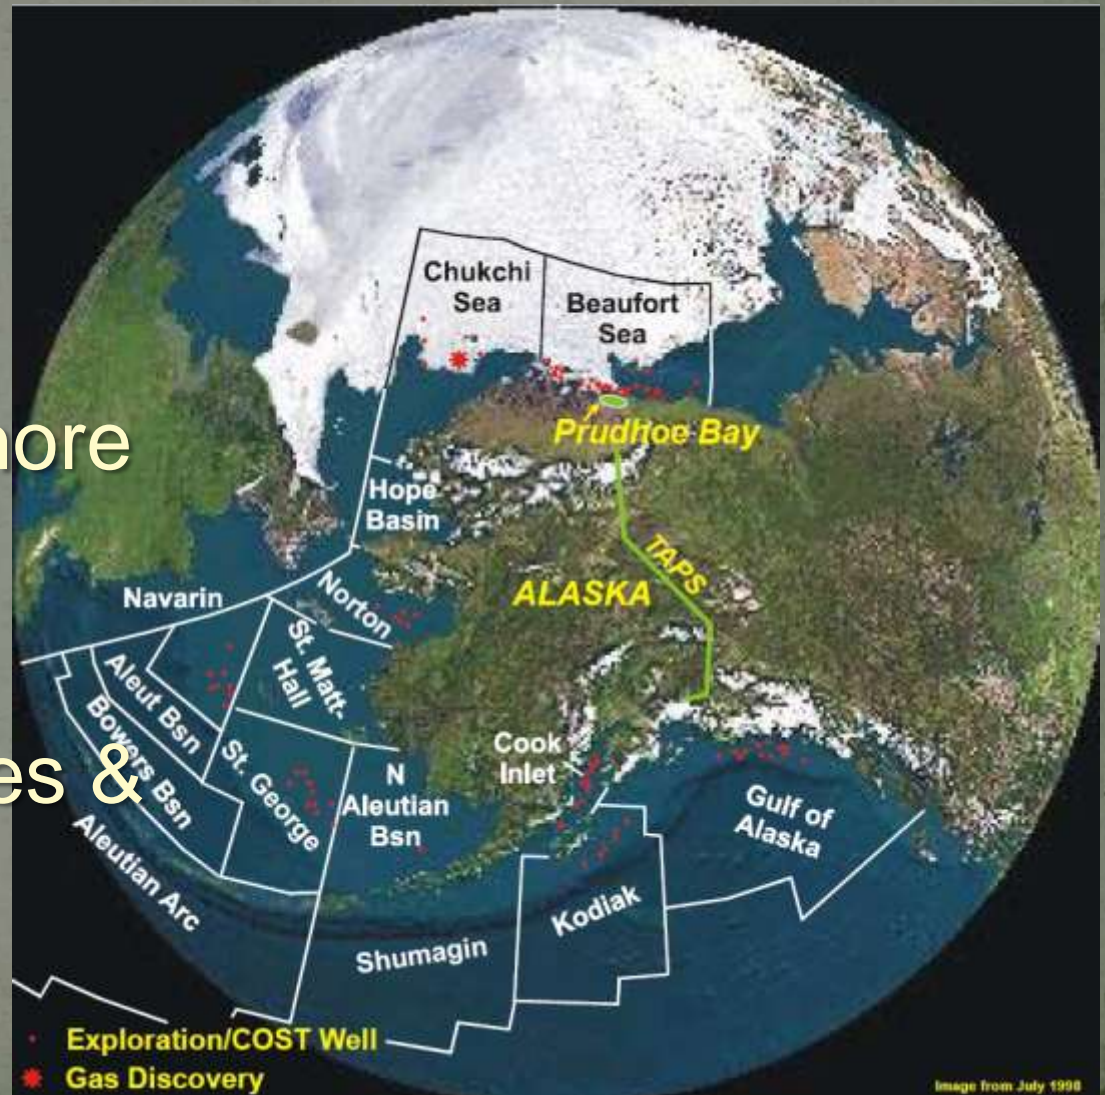 Chukchi
Sea
Beaufort
Sea
Prudhoe Bay
Hope
Basin
TAPS
ALASKA
Navarin
Norton
St. Matt-
Hall
Aleut Bsn
Bowers Bsn
St. George
N
Aleutian
Bsn
Cook
Inlet
Gulf of
Alaska
Aleutian Arc
Kodiak
Shumagin
Exploration/COST Well
Gas Discovery
Image from July 1998
&